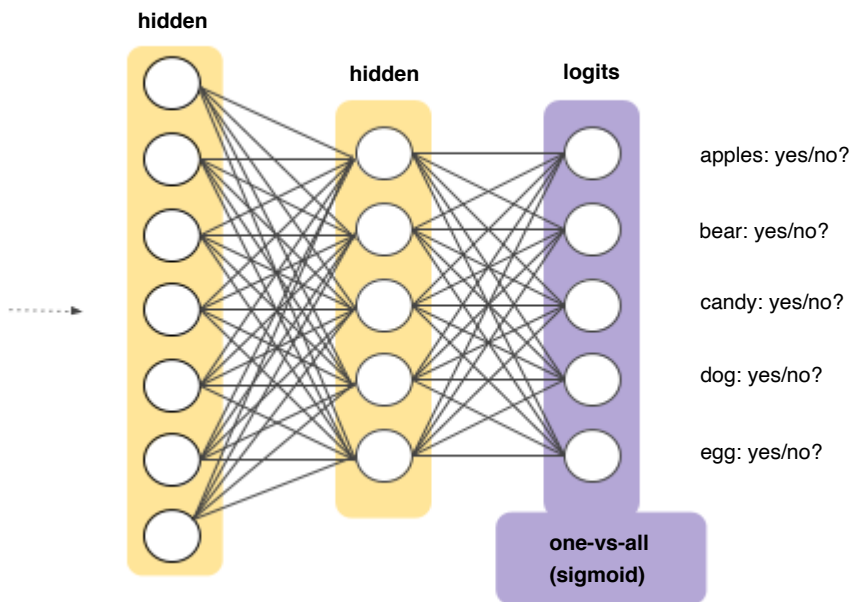 hidden
hidden
logits
apples: yes/no?
bear: yes/no?
candy: yes/no?
dog: yes/no?
egg: yes/no?
one-vs-all
(sigmoid)